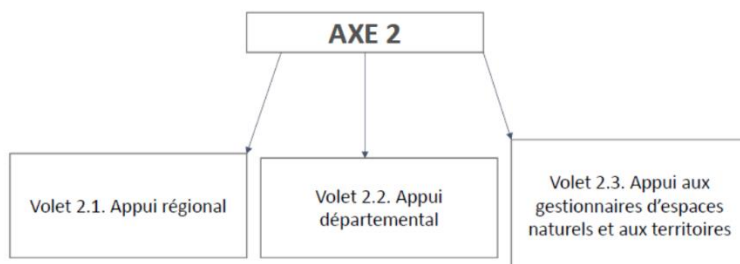 AXE 2
Volet 2.1. Appui régional
Volet 2.2. Appui
départemental
Volet 2.3. Appui aux
gestionnaires d’espaces
naturels et aux territoires